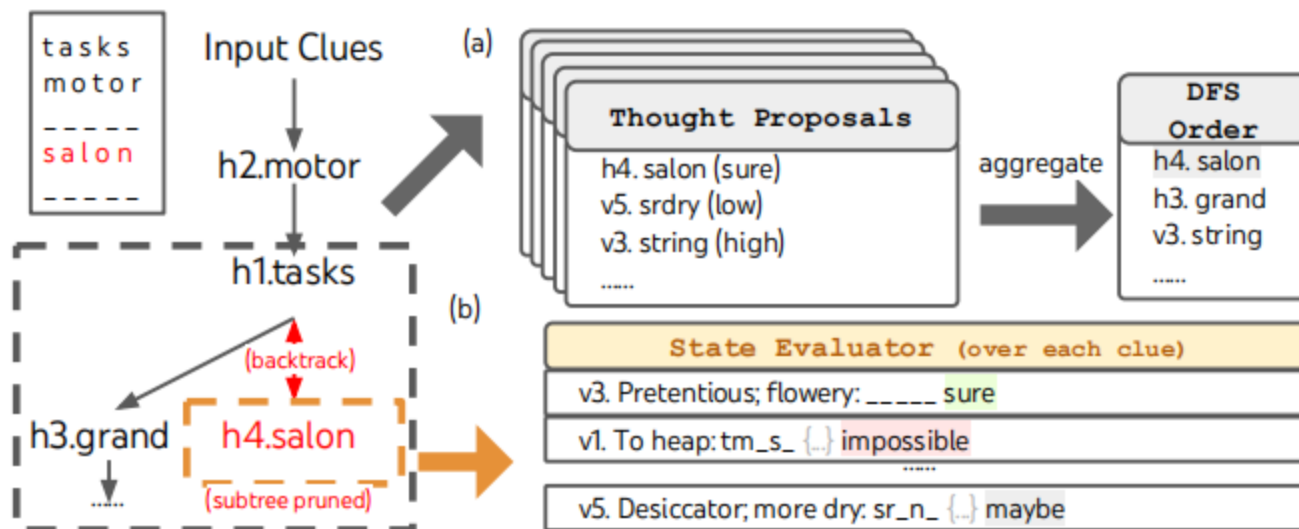 tasks
motor
_ _ _ _ _
salon
_ _ _ _ _
Input Clues
h2.motor
h1.tasks
(backtrack)
h3.grand
h4.salon
......
(subtree pruned)
(a)
Thought Proposals
h4. salon (sure)
v5. srdry (low)
v3. string (high)
......
aggregate
DFS
Order
h4. salon
h3. grand
v3. string
......
(b)
State Evaluator (over each clue)
v3. Pretentious; flowery: _ _ _ _ _ sure
v1. To heap: tm_s_ {...} impossible
......
v5. Desiccator; more dry: sr_n_ {...} maybe